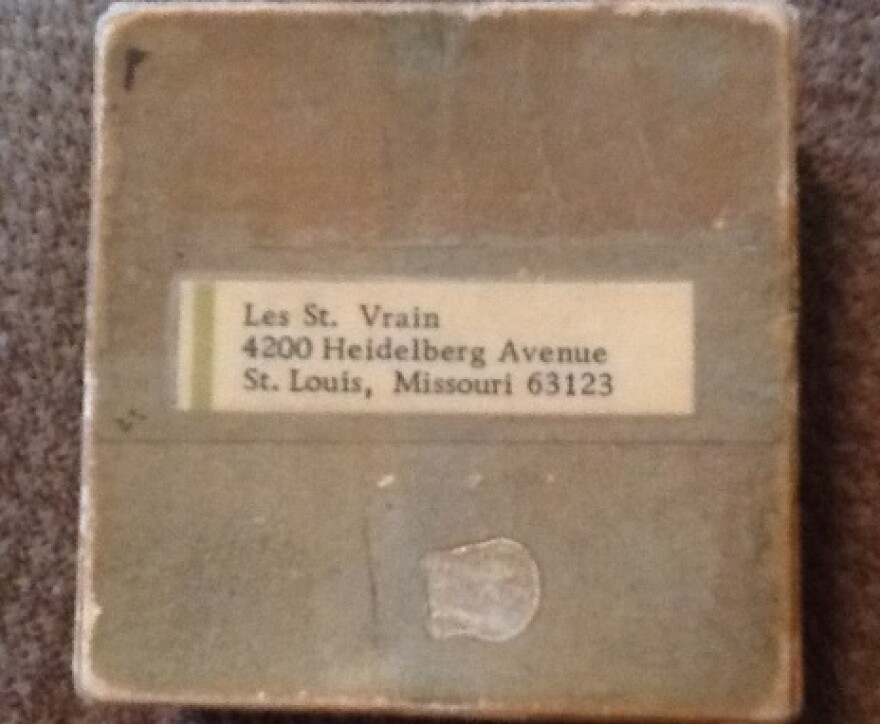 Les St. Vrain
4200 Heidelberg Avenue
St. Louis, Missouri 63123